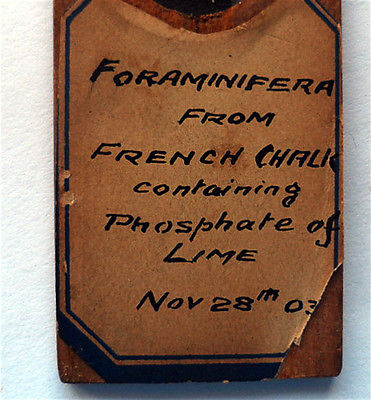 FORAMINIFERA
FROM
FRENCH CHALK
containing
Phosphate of
LIME
Nov 28th 03